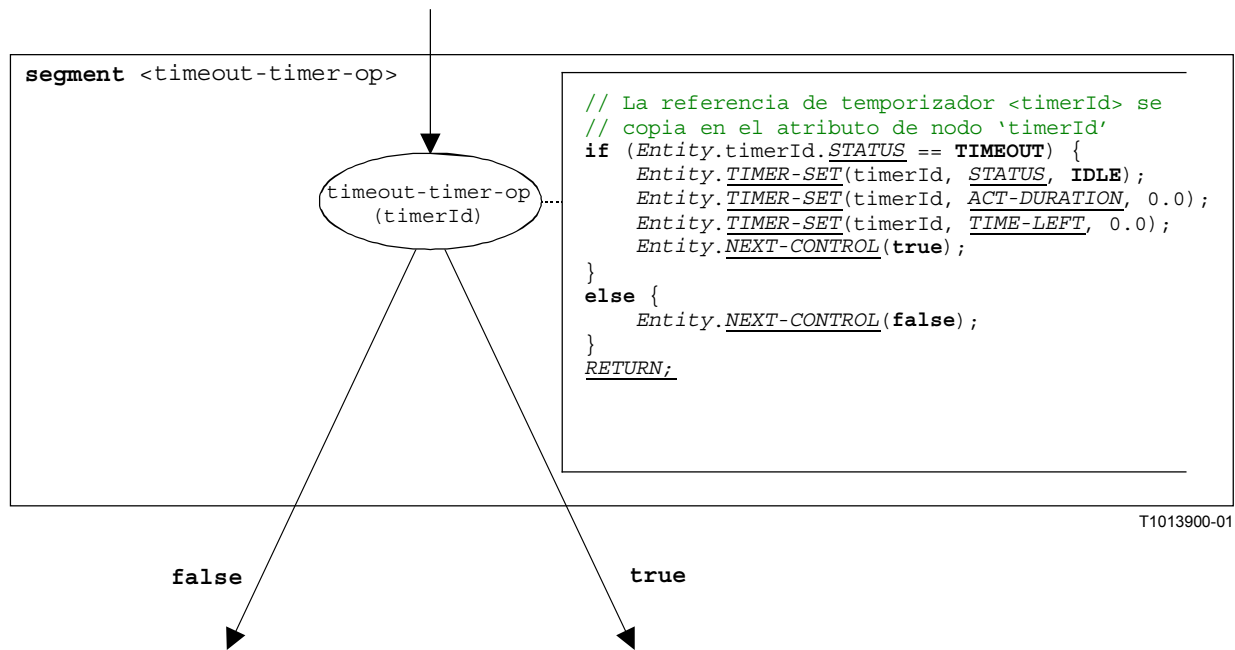 segment <timeout-timer-op>
// La referencia de temporizador <timerId> se
// copia en el atributo de nodo ‘timerId’
if (Entity.timerId.STATUS == TIMEOUT) {
Entity.TIMER-SET(timerId, STATUS, IDLE);
Entity.TIMER-SET(timerId, ACT-DURATION, 0.0);
Entity.TIMER-SET(timerId, TIME-LEFT, 0.0);
Entity.NEXT-CONTROL(true);
}
else {
Entity.NEXT-CONTROL(false);
}
RETURN;
timeout-timer-op
(timerId)
T1013900-01
false
true